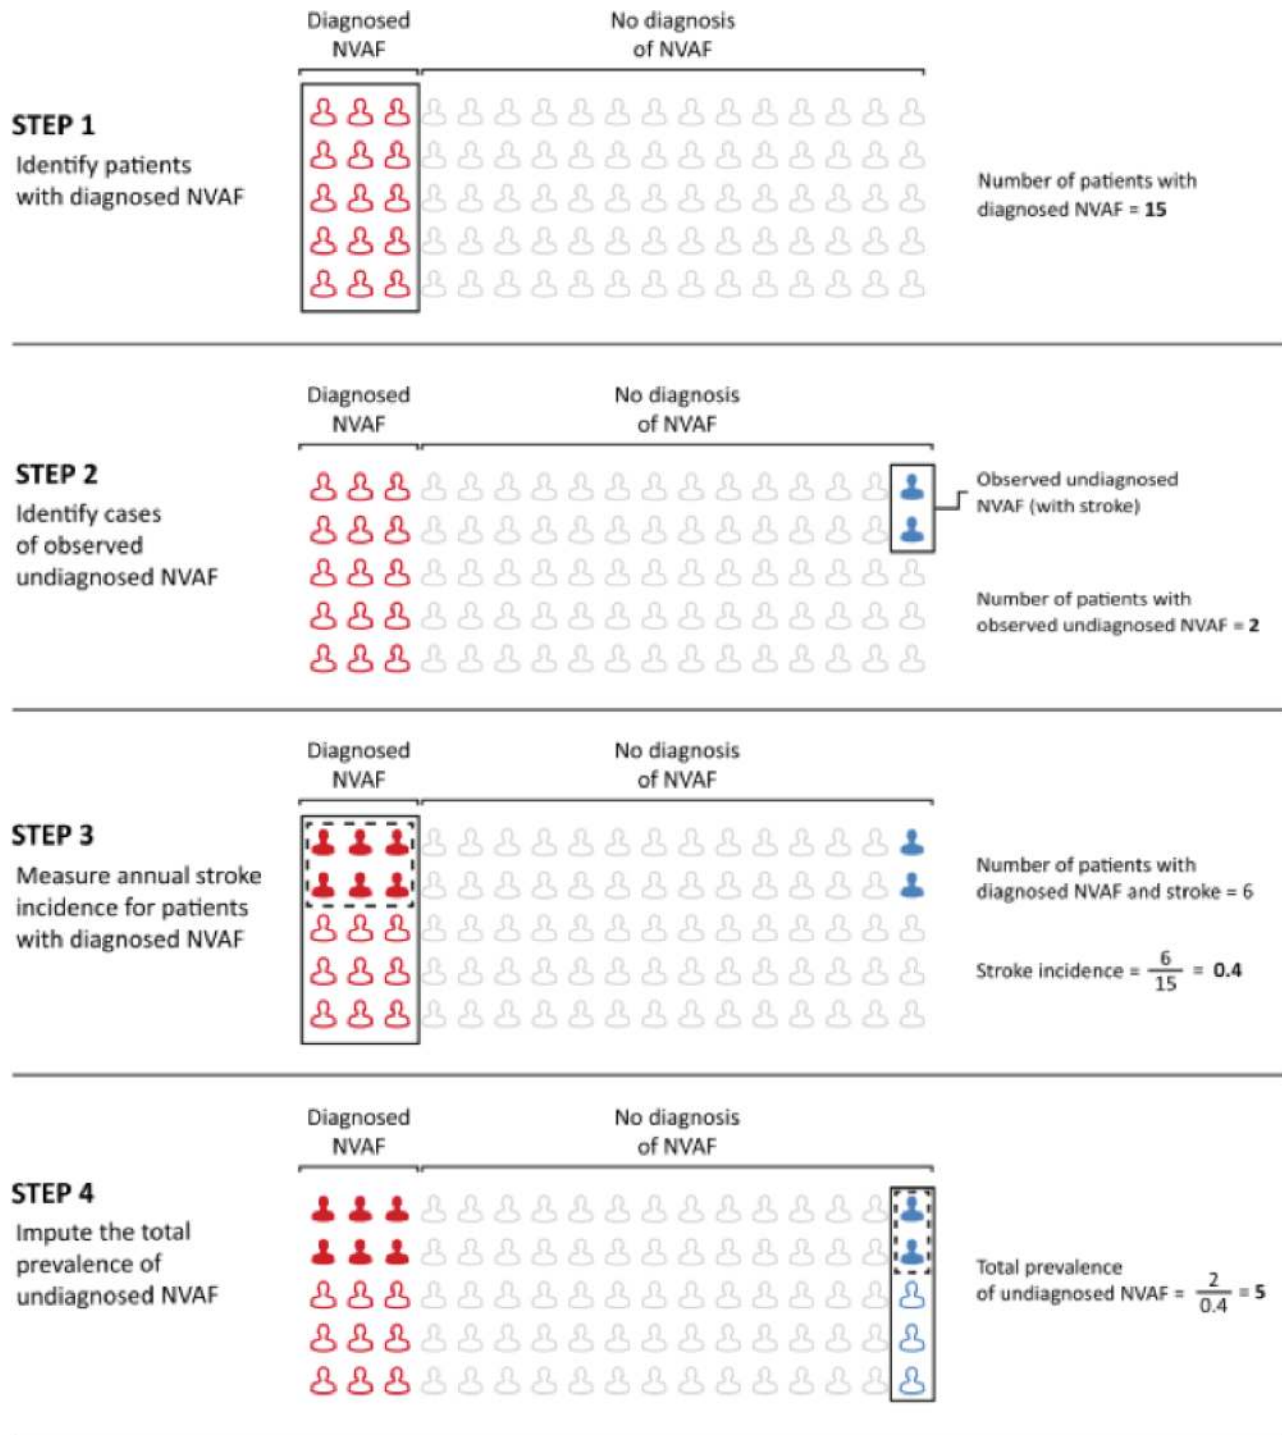 Diagnosed
NVAF
No diagnosis
of NVAF
STEP 1
Identify patients
with diagnosed NVAF
Number of patients with
diagnosed NVAF = 15
Diagnosed
NVAF
No diagnosis
of NVAF
STEP 2
Identify cases
of observed
undiagnosed NVAF
Observed undiagnosed
NVAF (with stroke)
Number of patients with
observed undiagnosed NVAF = 2
Diagnosed
NVAF
No diagnosis
of NVAF
STEP 3
Measure annual stroke
incidence for patients
with diagnosed NVAF
Number of patients with
diagnosed NVAF and stroke = 6
Stroke incidence = 6/15 = 0.4
Diagnosed
NVAF
No diagnosis
of NVAF
STEP 4
Impute the total
prevalence of
undiagnosed NVAF
Total prevalence
of undiagnosed NVAF = 2/0.4 = 5